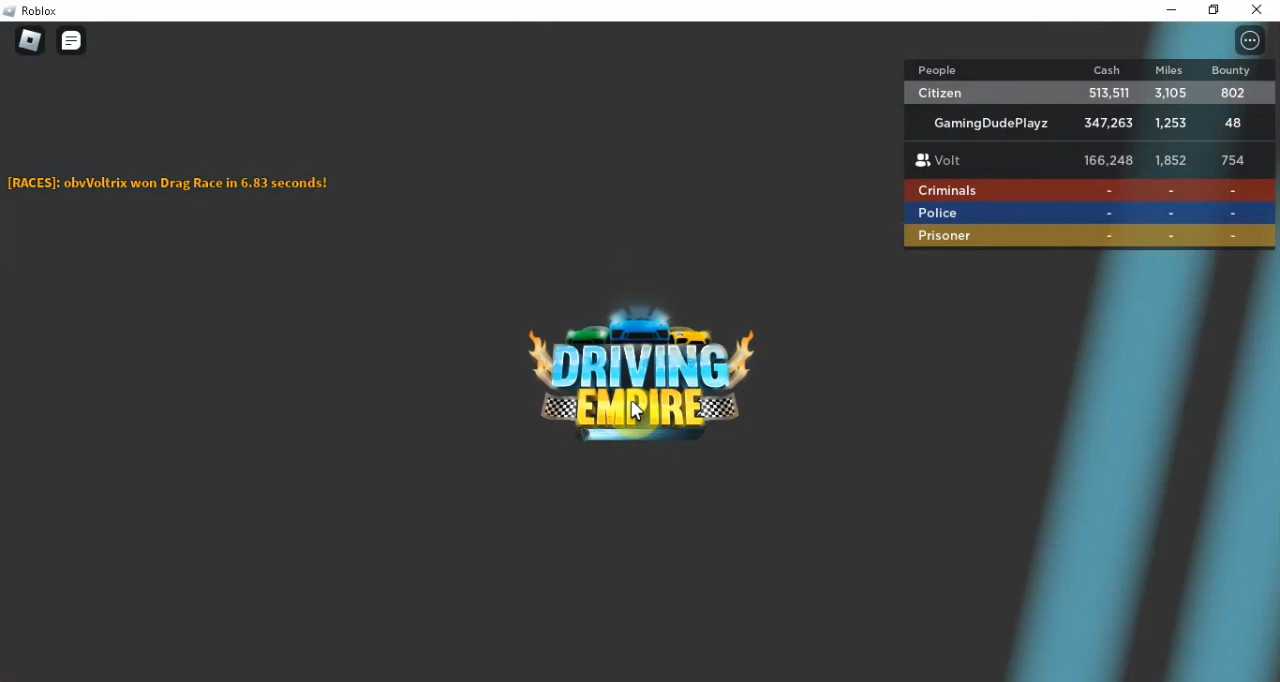 Roblox
People Cash Miles Bounty
Citizen 513,511 3,105 802
GamingDudePlayz 347,263 1,253 48
Volt 166,248 1,852 754
[RACES]: obvVoltrix won Drag Race in 6.83 seconds!
Criminals - - -
Police - - -
Prisoner - - -
DRIVING
EMPIRE